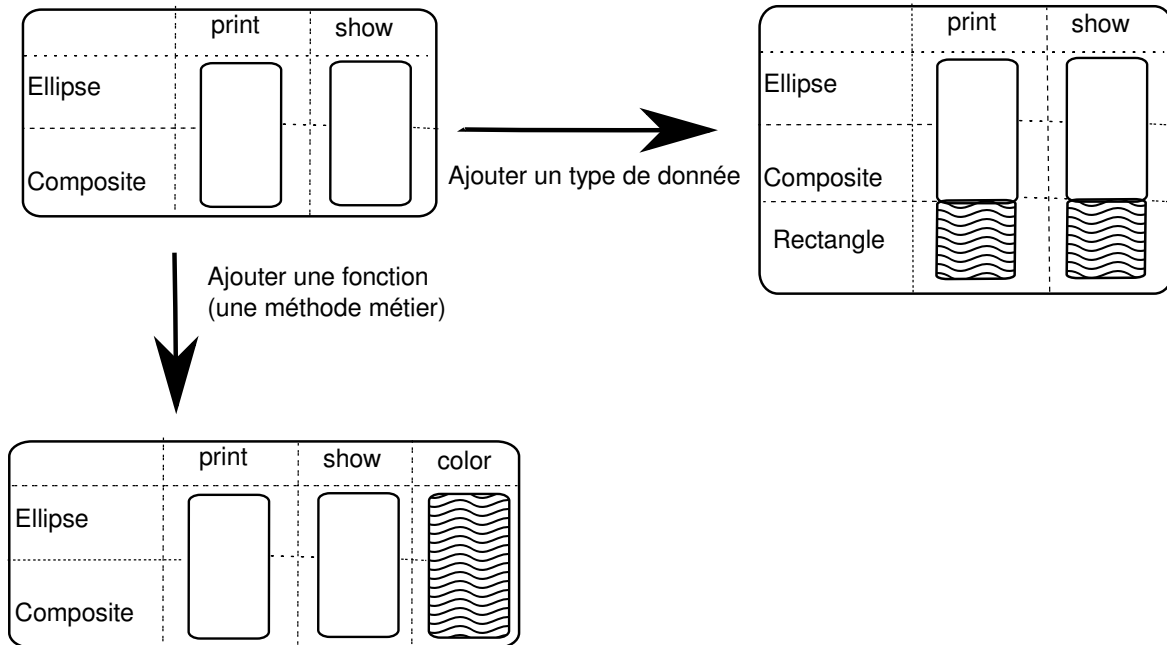 print show
Ellipse
Composite
Ajouter un type de donnée
print show
Ellipse
Composite
Rectangle
Ajouter une fonction
(une méthode métier)
print show color
Ellipse
Composite